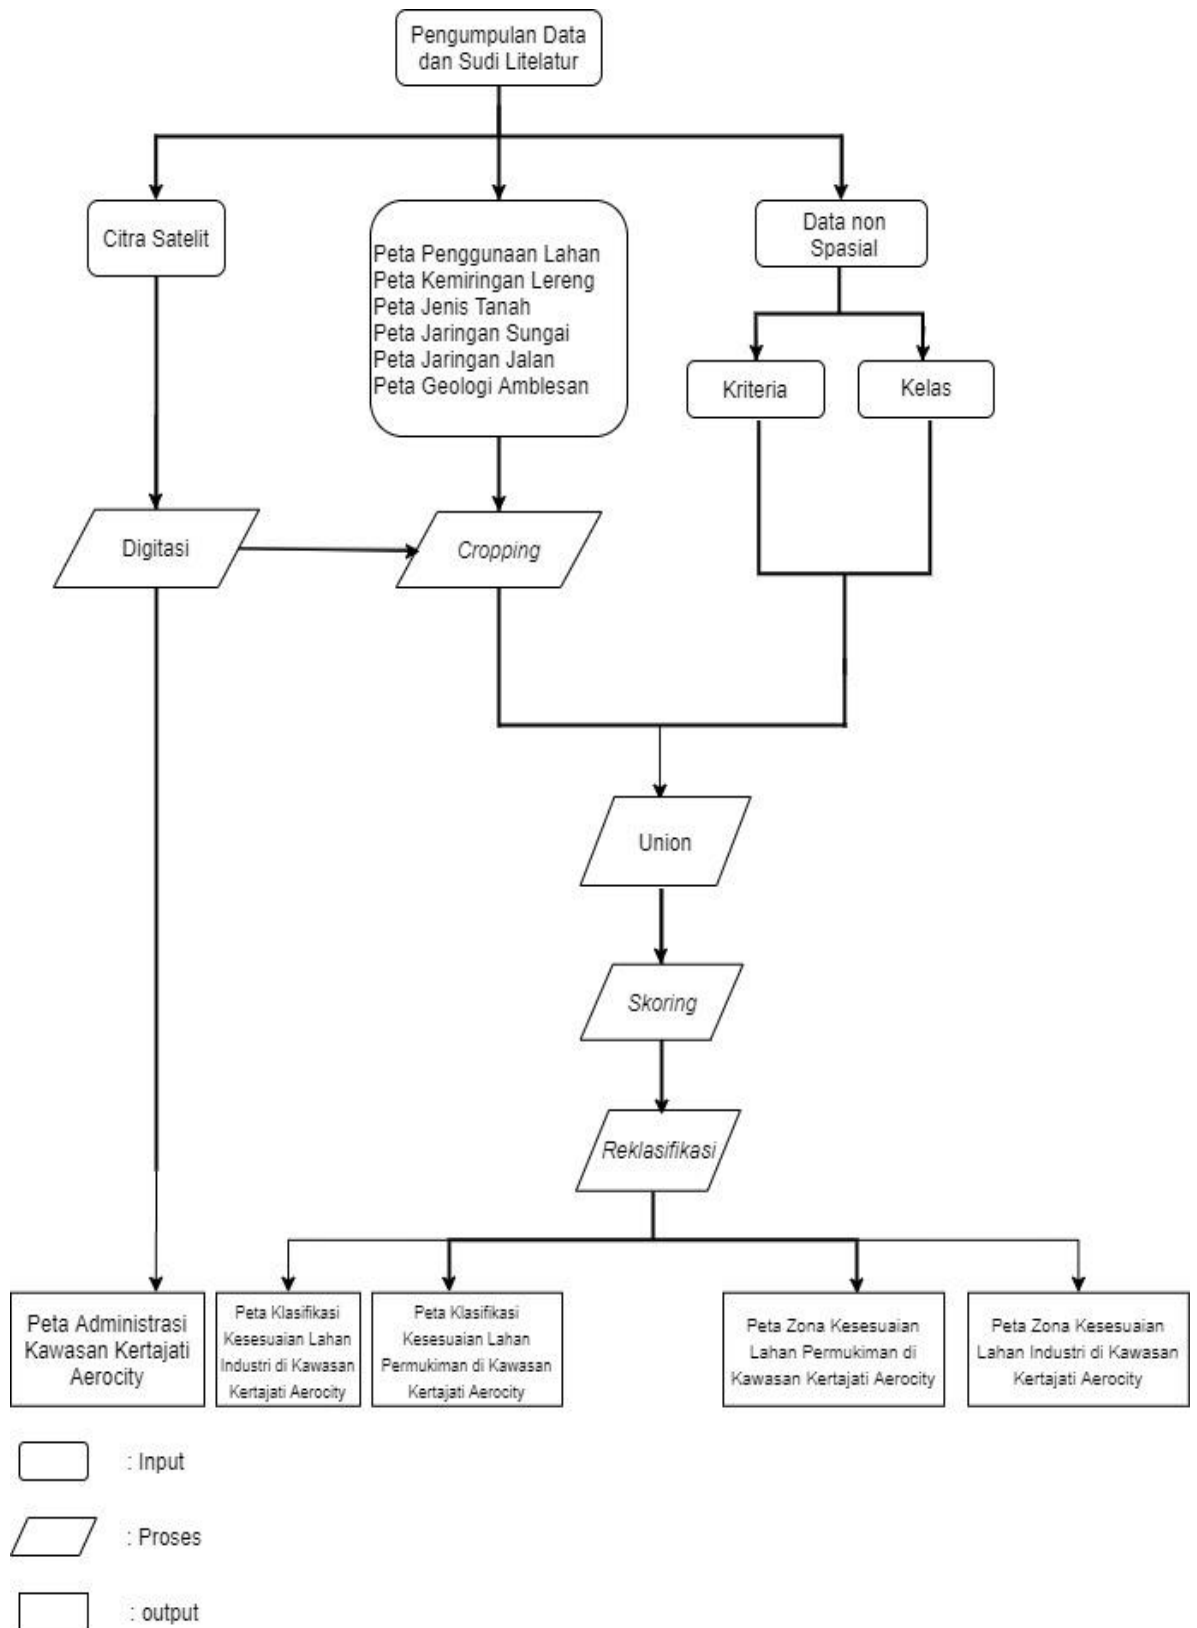 Pengumpulan Data
dan Sudi Litelatur
Citra Satelit
Peta Penggunaan Lahan
Peta Kemiringan Lereng
Peta Jenis Tanah
Peta Jaringan Sungai
Peta Jaringan Jalan
Peta Geologi Amblesan
Data non
Spasial
Kriteria
Kelas
Digitasi
Cropping
Union
Skoring
Reklasifikasi
Peta Administrasi
Kawasan Kertajati
Aerocity
Peta Klasifikasi
Kesesuaian Lahan
Industri di Kawasan
Kertajati Aerocity
Peta Klasifikasi
Kesesuaian Lahan
Permukiman di Kawasan
Kertajati Aerocity
Peta Zona Kesesuaian
Lahan Permukiman di
Kawasan Kertajati Aerocity
Peta Zona Kesesuaian
Lahan Industri di Kawasan
Kertajati Aerocity
: Input
: Proses
: output